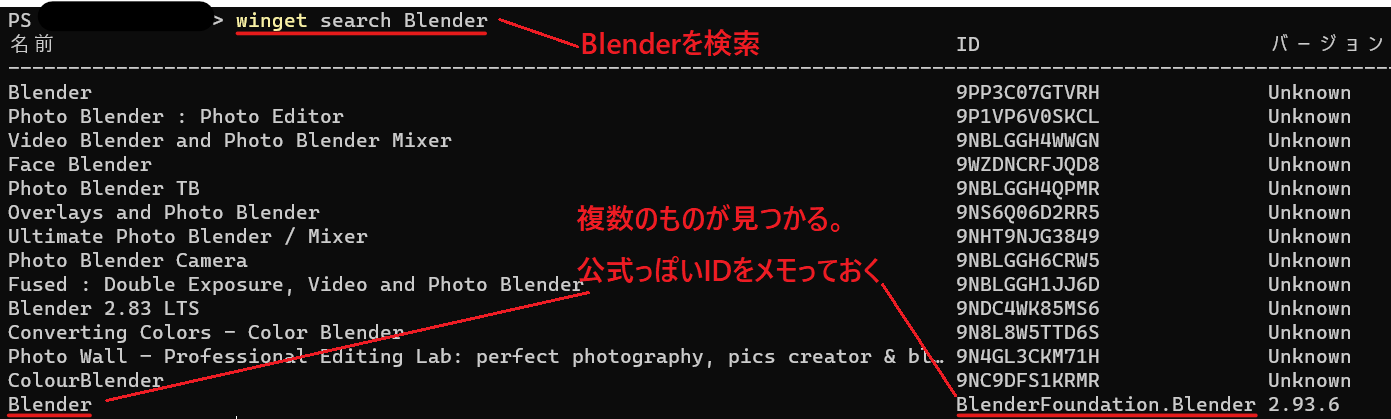 PS > winget search Blender
Blenderを検索
名前 ID バージョン
Blender 9PP3C07GTVRH Unknown
Photo Blender : Photo Editor 9P1VP6V0SKCL Unknown
Video Blender and Photo Blender Mixer 9NBLGGH4WWGN Unknown
Face Blender 9WZDNCRFJQD8 Unknown
Photo Blender TB 9NBLGGH4QPMR Unknown
Overlays and Photo Blender 9NS6Q06D2RR5 Unknown
複数のものが見つかる。
Ultimate Photo Blender / Mixer 9NHT9NJG3849 Unknown
Photo Blender Camera 9NBLGGH6CRW5 Unknown
公式っぽいIDをメモっておく
Fused : Double Exposure, Video and Photo Blender 9NBLGGH1JJ6D Unknown
Blender 2.83 LTS 9NDC4WK85MS6 Unknown
Converting Colors - Color Blender 9N8L8W5TTD6S Unknown
Photo Wall - Professional Editing Lab: perfect photography, pics creator & bl… 9N4GL3CKM71H Unknown
ColourBlender 9NC9DFS1KRMR Unknown
Blender BlenderFoundation.Blender 2.93.6